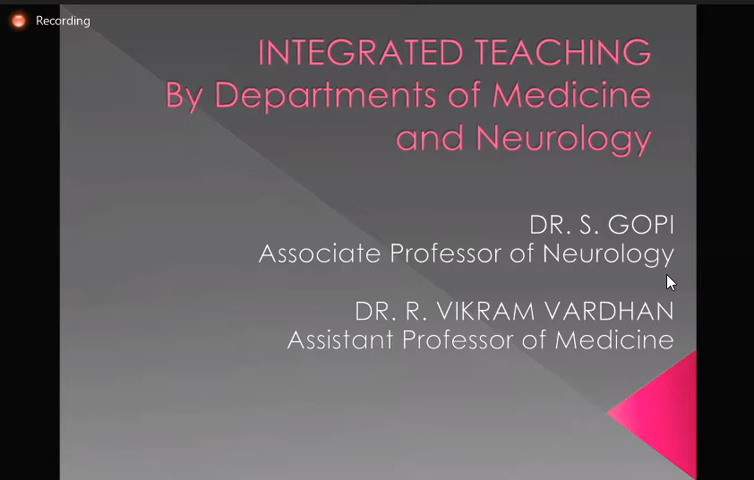 Recording
INTEGRATED TEACHING
By Departments of Medicine
and Neurology
DR. S. GOPI
Associate Professor of Neurology
DR. R. VIKRAM VARDHAN
Assistant Professor of Medicine